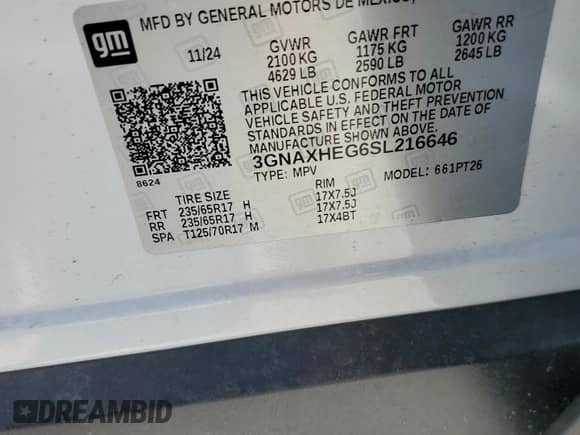 gm
MFD BY GENERAL MOTORS DE MEXICO,
11/24 GVWR GAWR FRT GAWR RR
2100 KG 1175 KG 1200 KG
4629 LB 2590 LB 2645 LB
THIS VEHICLE CONFORMS TO ALL
APPLICABLE U.S. FEDERAL MOTOR
VEHICLE SAFETY AND THEFT PREVENTION
STANDARDS IN EFFECT ON THE DATE OF
MANUFACTURE SHOWN ABOVE.
3GNAXHEG6SL216646
TYPE: MPV MODEL: 661PT26
8624
TIRE SIZE RIM
FRT 235/65R17 H 17X7.5J
RR 235/65R17 H 17X7.5J
SPA T125/70R17 M 17X4BT
DREAMBID